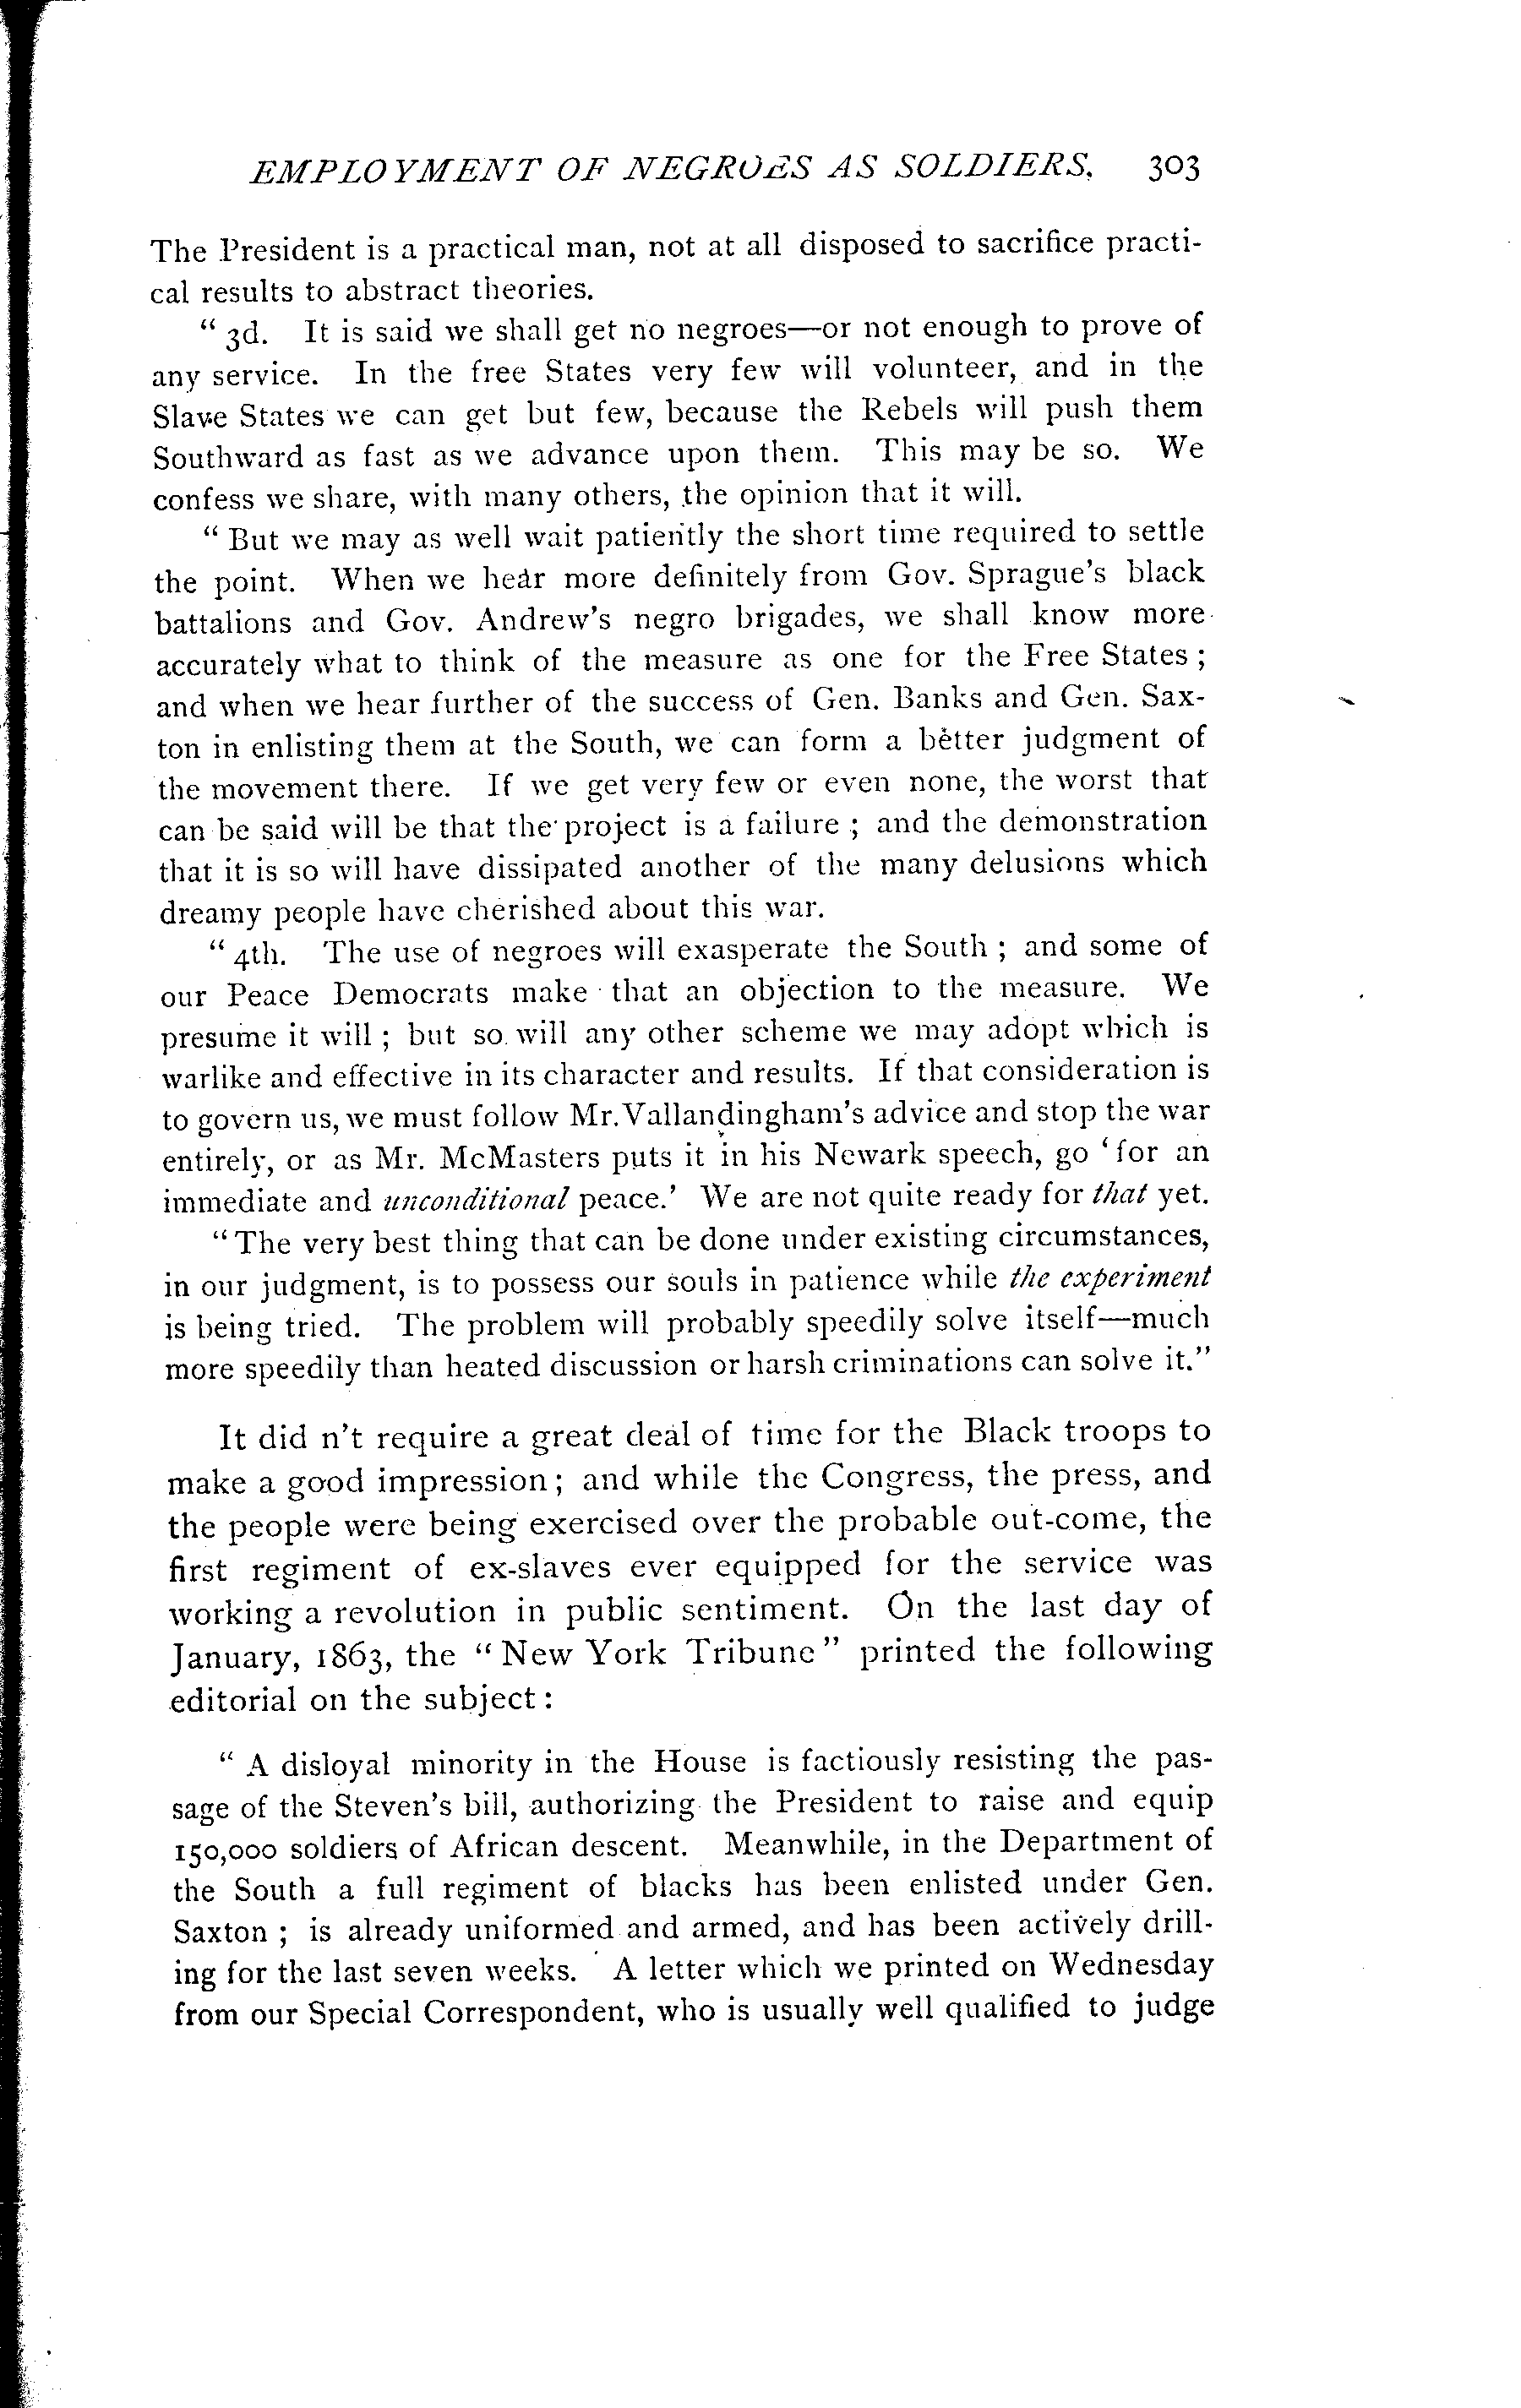 EMPLOYMENT OF NEGROES AS SOLDIERS. 303
The President is a practical man, not at all disposed to sacrifice practi-
cal results to abstract theories.
" 3d. It is said we shall get no negroes—or not enough to prove of
any service. In the free States very few will volunteer, and in the
Slave States we can get but few, because the Rebels will push them
Southward as fast as we advance upon them. This may be so. We
confess we share, with many others, the opinion that it will.
" But we may as well wait patiently the short time required to settle
the point. When we hear more definitely from Gov. Sprague's black
battalions and Gov. Andrew's negro brigades, we shall know more
accurately what to think of the measure as one for the Free States ;
and when we hear further of the success of Gen. Banks and Gen. Sax-
ton in enlisting them at the South, we can form a better judgment of
the movement there. If we get very few or even none, the worst that
can be said will be that the project is a failure ; and the demonstration
that it is so will have dissipated another of the many delusions which
dreamy people have cherished about this war.
" 4th. The use of negroes will exasperate the South ; and some of
our Peace Democrats make that an objection to the measure. We
presume it will ; but so will any other scheme we may adopt which is
warlike and effective in its character and results. If that consideration is
to govern us, we must follow Mr. Vallandingham's advice and stop the war
entirely, or as Mr. McMasters puts it in his Newark speech, go 'for an
immediate and unconditional peace.' We are not quite ready for that yet.
" The very best thing that can be done under existing circumstances,
in our judgment, is to possess our souls in patience while the experiment
is being tried. The problem will probably speedily solve itself—much
more speedily than heated discussion or harsh criminations can solve it."
It did n't require a great deal of time for the Black troops to
make a good impression ; and while the Congress, the press, and
the people were being exercised over the probable out-come, the
first regiment of ex-slaves ever equipped for the service was
working a revolution in public sentiment. On the last day of
January, 1863, the " New York Tribune " printed the following
editorial on the subject :
" A disloyal minority in the House is factiously resisting the pas-
sage of the Steven's bill, authorizing the President to raise and equip
150,000 soldiers of African descent. Meanwhile, in the Department of
the South a full regiment of blacks has been enlisted under Gen.
Saxton ; is already uniformed and armed, and has been actively drill-
ing for the last seven weeks. A letter which we printed on Wednesday
from our Special Correspondent, who is usually well qualified to judge